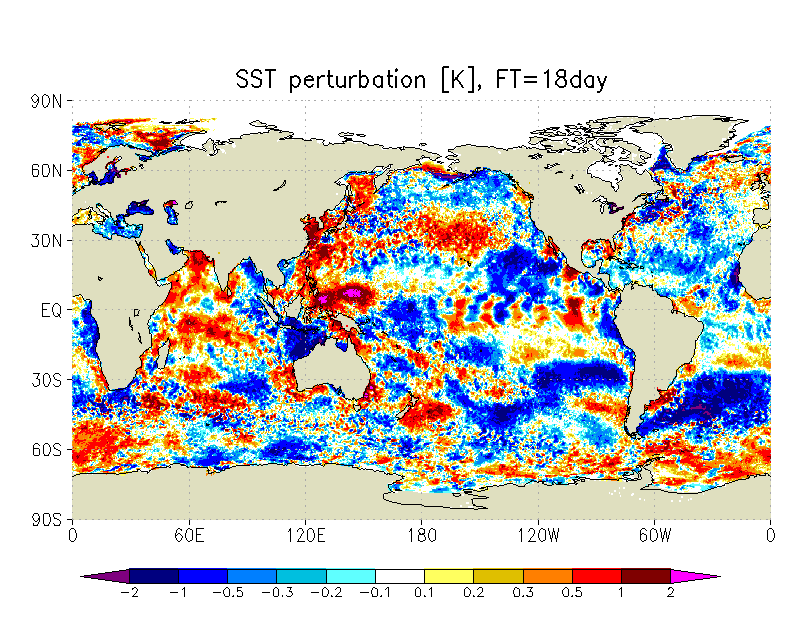 SST perturbation [K], FT=18day
90N
60N
30N
EQ
30S
60S
90S
0 60E 120E 180 120W 60W 0
-2 -1 -0.5 -0.3 -0.2 -0.1 0.1 0.2 0.3 0.5 1 2